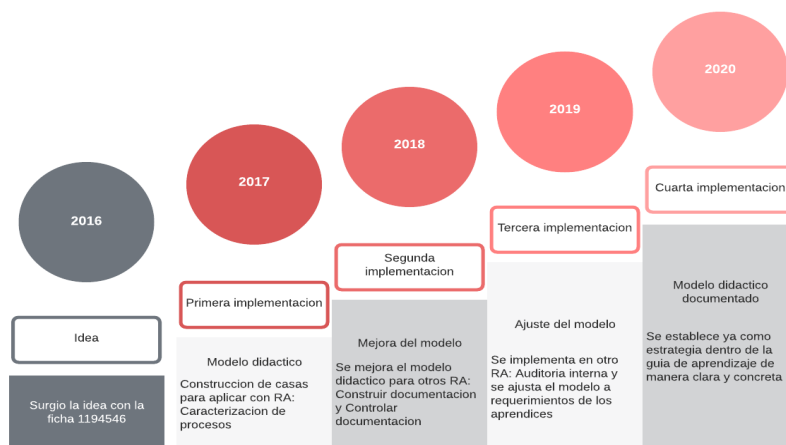 2016
Idea
Surgio la idea con la
ficha 1194546
2017
Primera implementacion
Modelo didactico
Construccion de casas
para aplicar con RA:
Caracterizacion de
procesos
2018
Segunda
implementacion
Mejora del modelo
Se mejora el modelo
didactico para otros RA:
Construir documentacion
y Controlar
documentacion
2019
Tercera implementacion
Ajuste del modelo
Se implementa en otro
RA: Auditoria interna y
se ajusta el modelo a
requerimientos de los
aprendices
2020
Cuarta implementacion
Modelo didactico
documentado
Se establece ya como
estrategia dentro de la
guia de aprendizaje de
manera clara y concreta